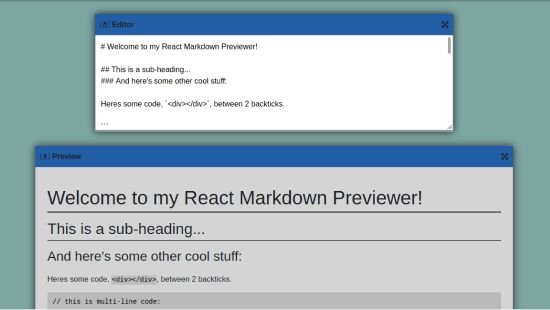 Editor
# Welcome to my React Markdown Previewer!
## This is a sub-heading...
### And here's some other cool stuff:
Heres some code, `<div></div>`, between 2 backticks.
```
Preview
Welcome to my React Markdown Previewer!
This is a sub-heading...
And here's some other cool stuff:
Heres some code, <div></div>, between 2 backticks.
// this is multi-line code: